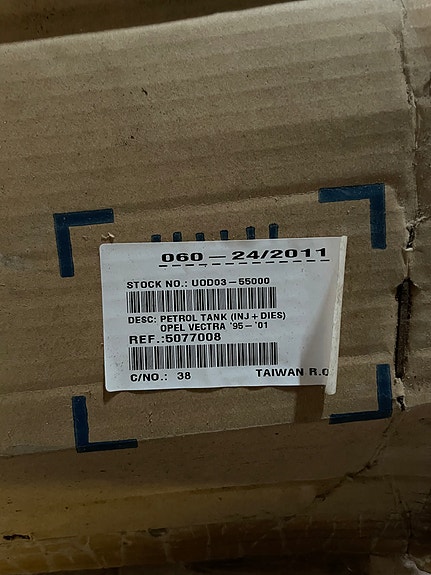 060 - 24/2011
STOCK NO.: UOD03-55000
DESC: PETROL TANK (INJ + DIES)
OPEL VECTRA '95 - '01
REF.:5077008
C/NO.: 38 TAIWAN R.O